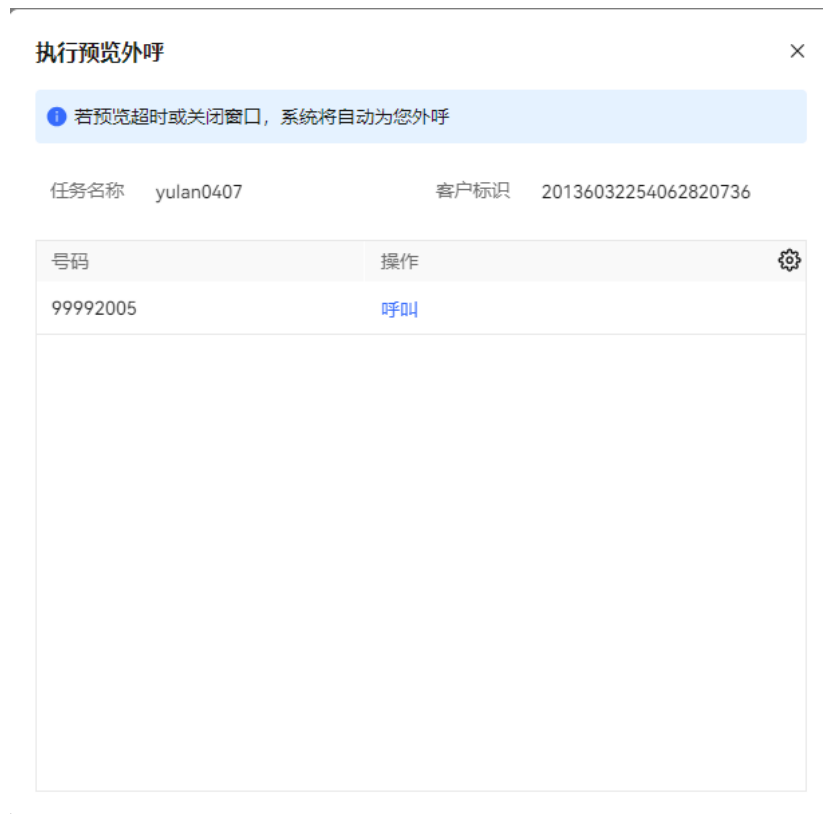 执行预览外呼
若预览超时或关闭窗口，系统将自动为您外呼
任务名称 yulan0407 客户标识 20136032254062820736
号码 操作
99992005 呼叫